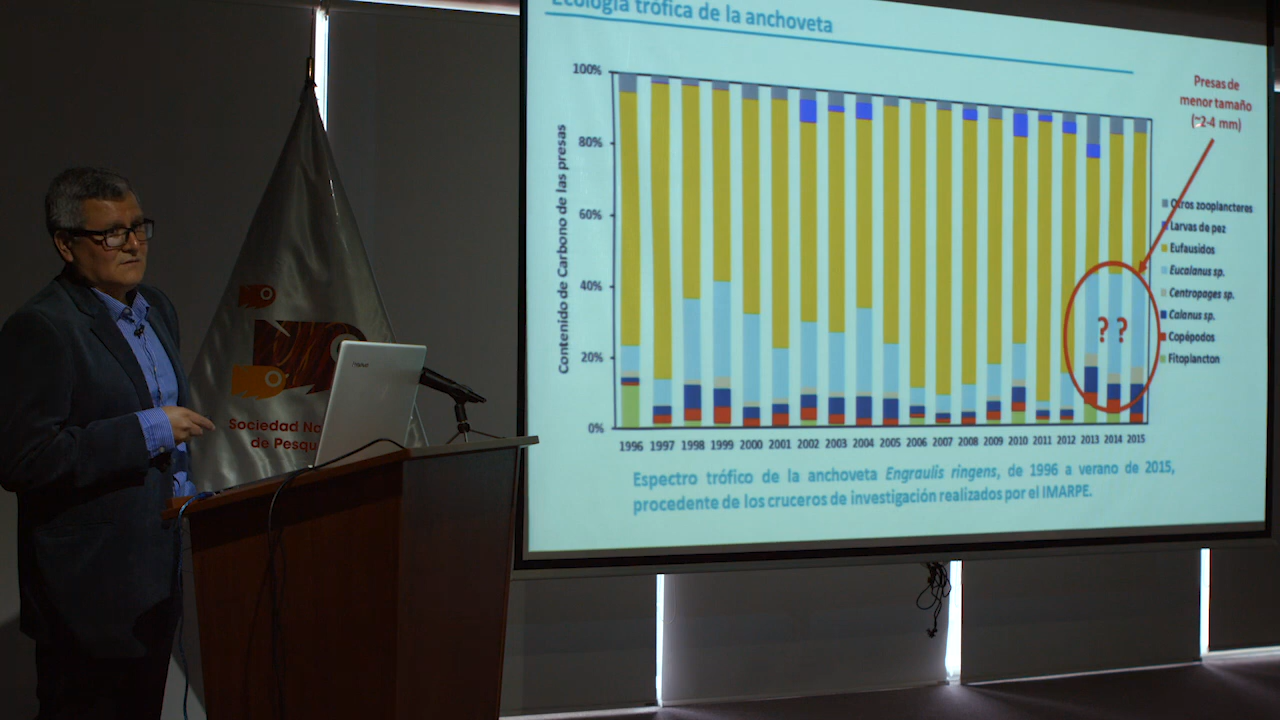 Ecología trófica de la anchoveta
Presas de
menor tamaño
(~2-4 mm)
100%
80%
60%
40%
20%
0%
Contenido de Carbono de las presas
? ?
Otros zooplancteres
Larvas de pez
Eufausidos
Eucalanus sp.
Centropages sp.
Calanus sp.
Copépodos
Fitoplancton
1996 1997 1998 1999 2000 2001 2002 2003 2004 2005 2006 2007 2008 2009 2010 2011 2012 2013 2014 2015
Espectro trófico de la anchoveta Engraulis ringens, de 1996 a verano de 2015,
procedente de los cruceros de investigación realizados por el IMARPE.
Sociedad
de